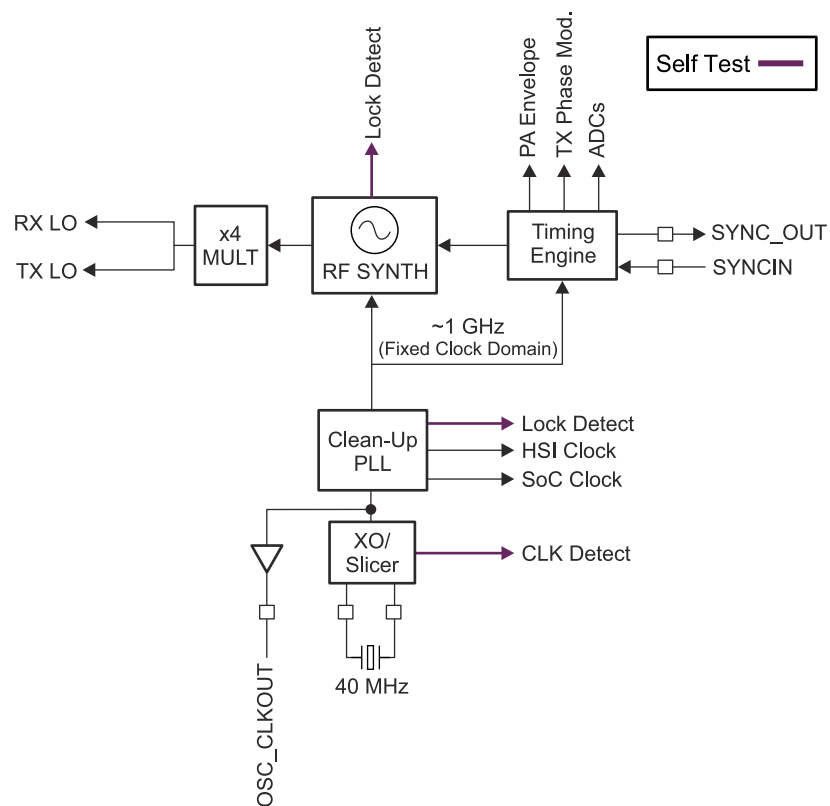 Lock Detect
PA Envelope
TX Phase Mod.
ADCs
Self Test
RX LO
TX LO
x4
MULT
RF SYNTH
Timing
Engine
SYNC_OUT
SYNCIN
~1 GHz
(Fixed Clock Domain)
Clean-Up
PLL
Lock Detect
HSI Clock
SoC Clock
XO/
Slicer
CLK Detect
40 MHz
OSC_CLKOUT